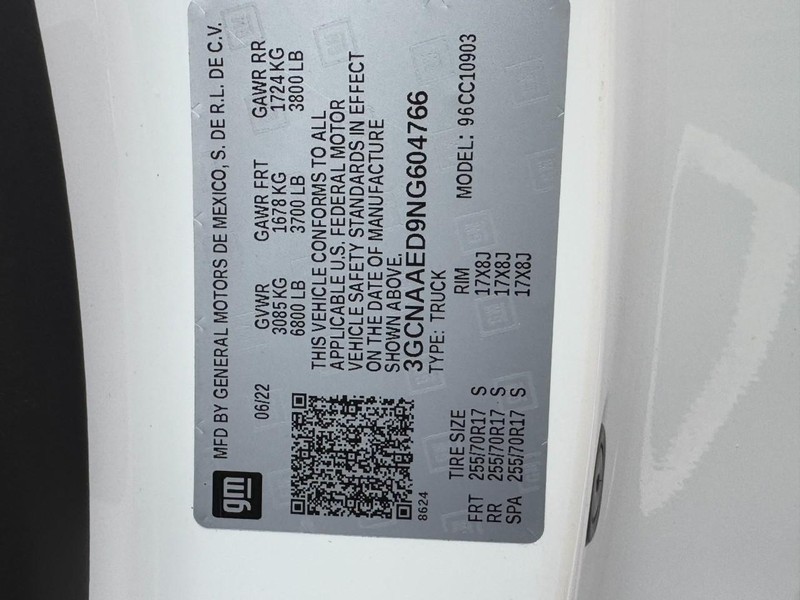 gm
MFD BY GENERAL MOTORS DE MEXICO, S. DE R.L. DE C.V.
06/22 GVWR GAWR FRT GAWR RR
3085 KG 1678 KG 1724 KG
6800 LB 3700 LB 3800 LB
THIS VEHICLE CONFORMS TO ALL
APPLICABLE U.S. FEDERAL MOTOR
VEHICLE SAFETY STANDARDS IN EFFECT
ON THE DATE OF MANUFACTURE
SHOWN ABOVE.
3GCNAAED9NG604766
8624 TYPE: TRUCK MODEL: 96CC10903
TIRE SIZE RIM
FRT 255/70R17 S 17X8J
RR 255/70R17 S 17X8J
SPA 255/70R17 S 17X8J